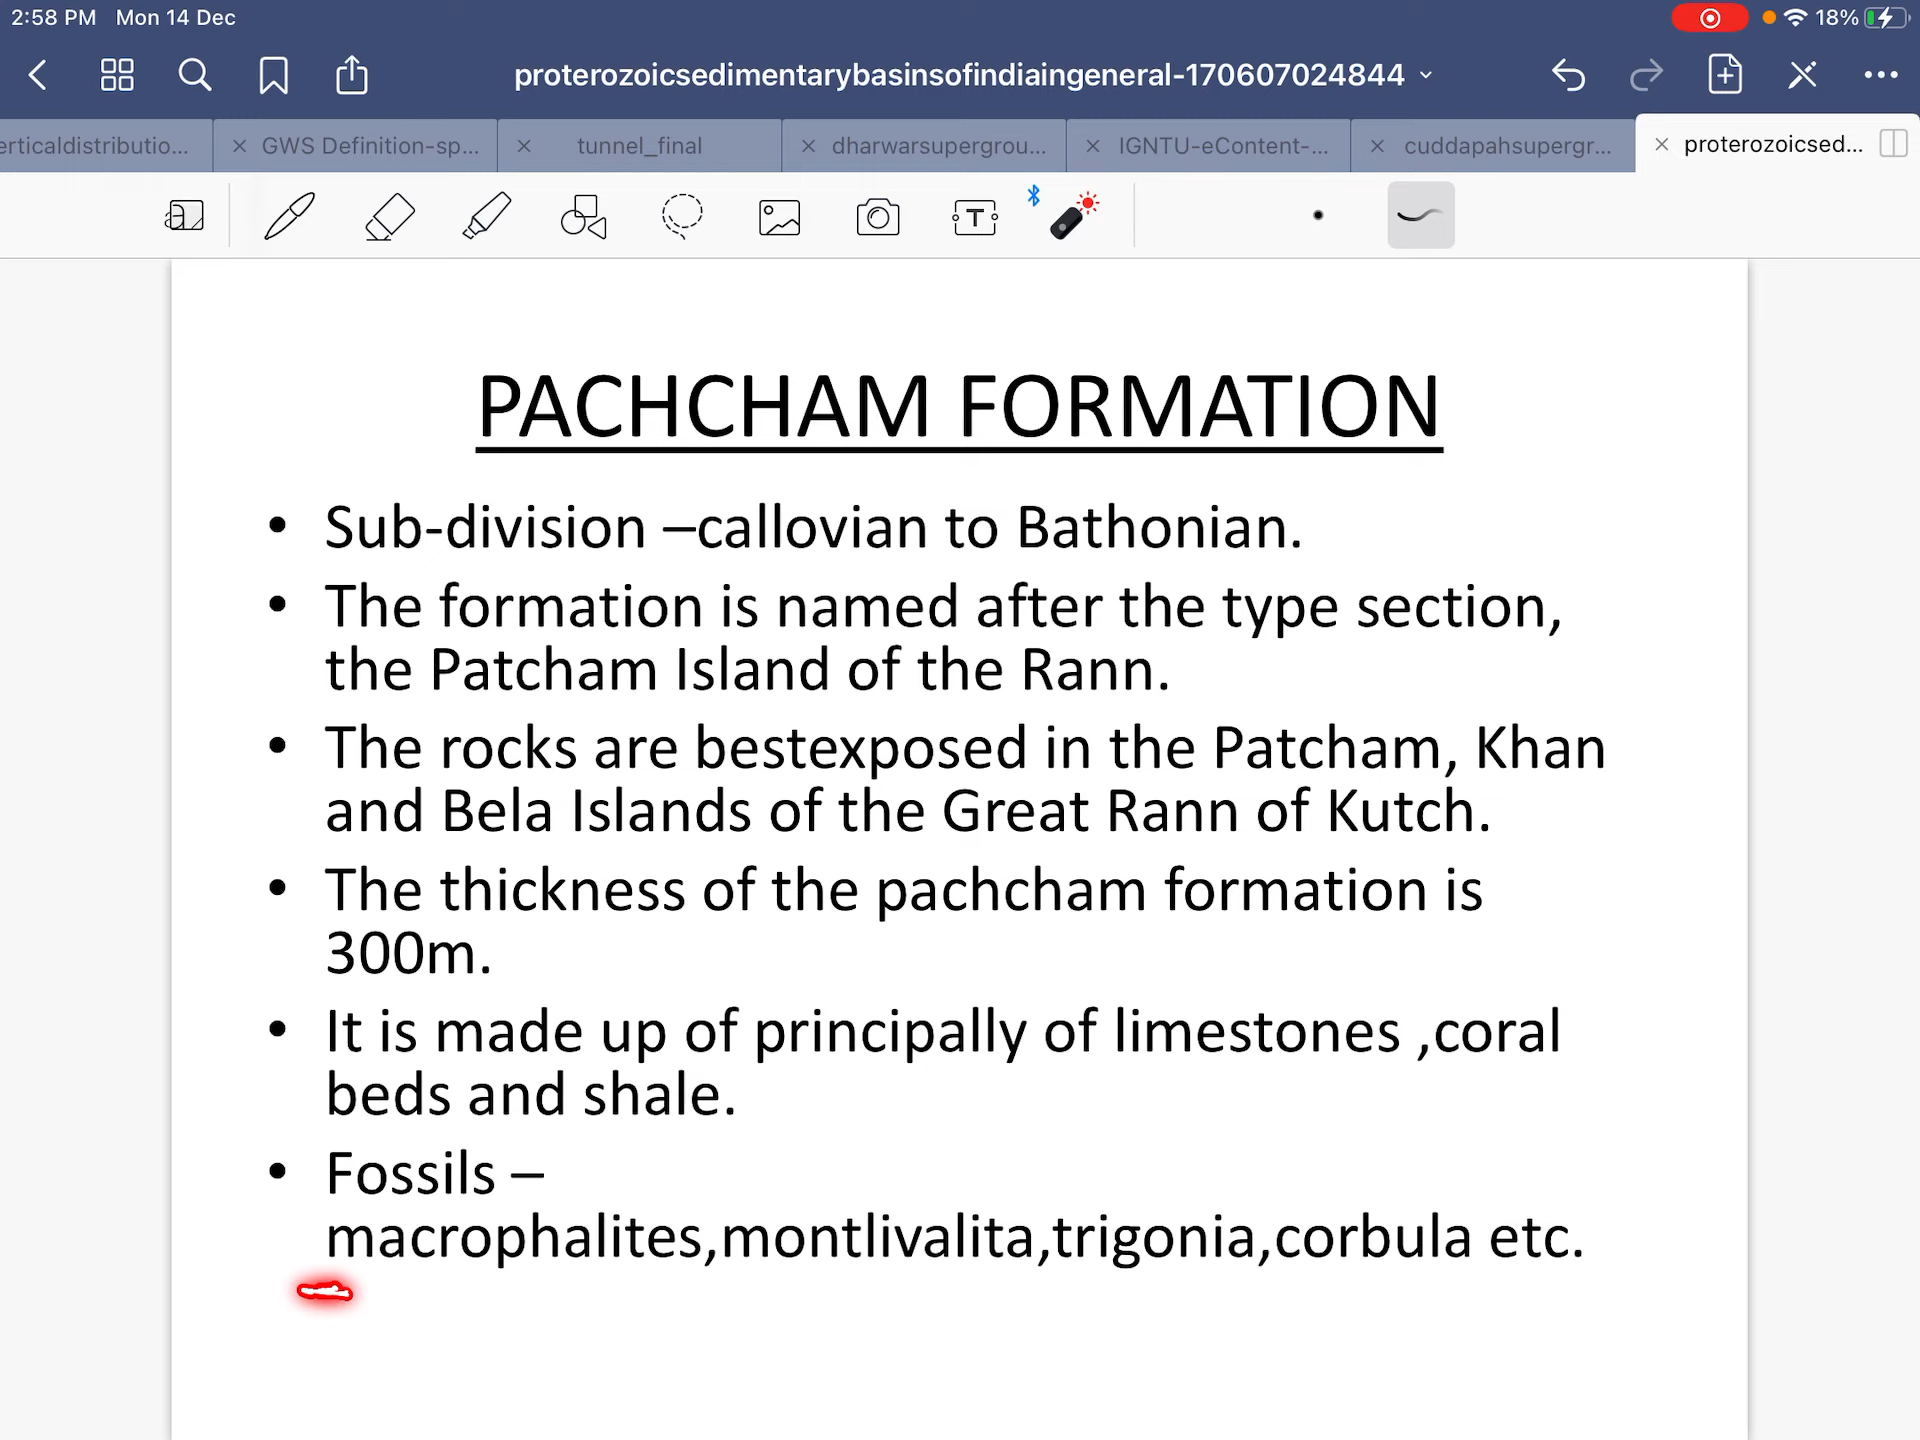 2:58 PM Mon 14 Dec 18%
proterozoicsedimentarybasinsofindiaingeneral-170607024844
erticaldistributio... GWS Definition-sp... tunnel_final dharwarsupergrou... IGNTU-eContent-... cuddapahsupergr... proterozoicsed...
PACHCHAM FORMATION
• Sub-division –callovian to Bathonian.
• The formation is named after the type section,
the Patcham Island of the Rann.
• The rocks are bestexposed in the Patcham, Khan
and Bela Islands of the Great Rann of Kutch.
• The thickness of the pachcham formation is
300m.
• It is made up of principally of limestones ,coral
beds and shale.
• Fossils –
macrophalites,montlivalita,trigonia,corbula etc.